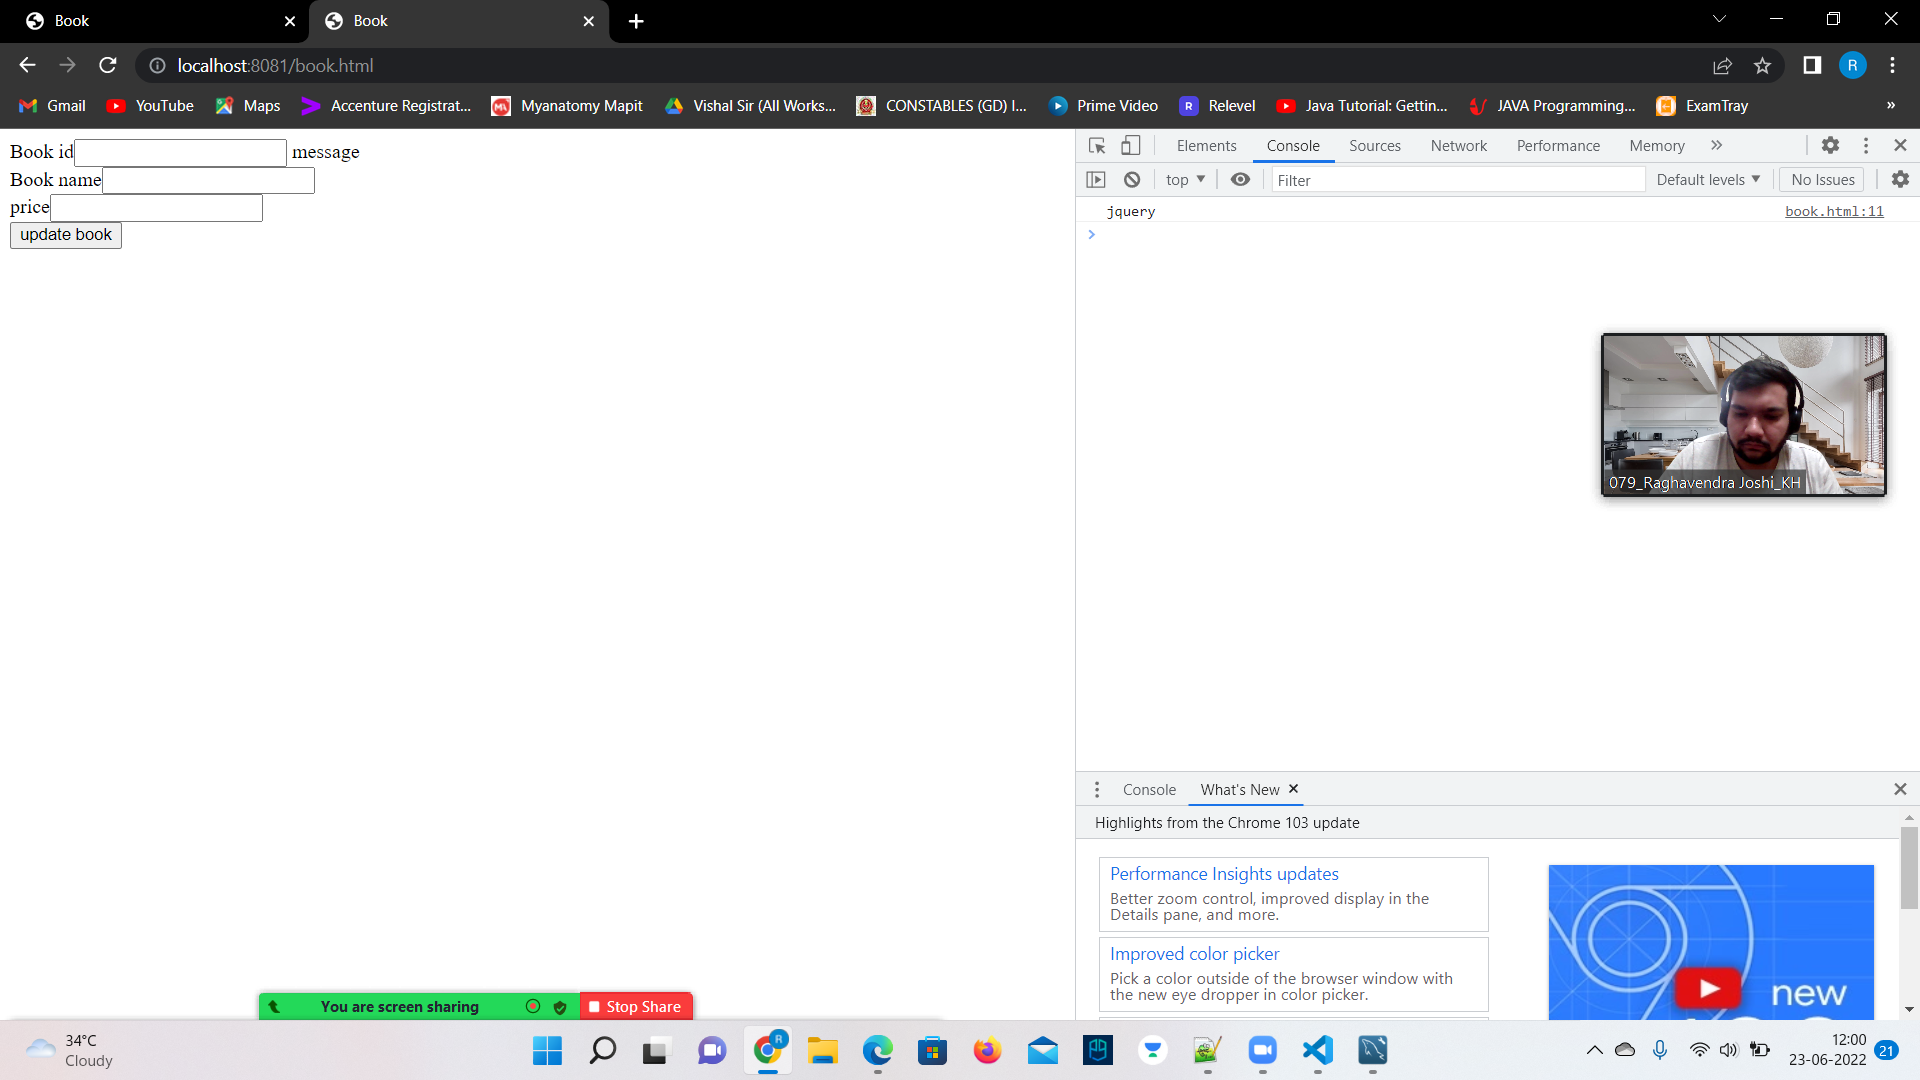 Book
Book
localhost:8081/book.html
R
Gmail
YouTube
Maps
Accenture Registrat...
Myanatomy Mapit
Vishal Sir (All Works...
CONSTABLES (GD) I...
Prime Video
R
Relevel
Java Tutorial: Gettin...
JAVA Programming,...
ExamTray
»
Book id
message
Book name
price
update book
Elements
Console
Sources
Network
Performance
Memory
»
top
Filter
Default levels
No Issues
jquery
book.html:11
079_Raghavendra Joshi_KH
Console
What's New
Highlights from the Chrome 103 update
Performance Insights updates
Better zoom control, improved display in the
Details pane, and more.
Improved color picker
Pick a color outside of the browser window with
the new eye dropper in color picker.
new
You are screen sharing
Stop Share
34°C
Cloudy
R
12:00
23-06-2022
21